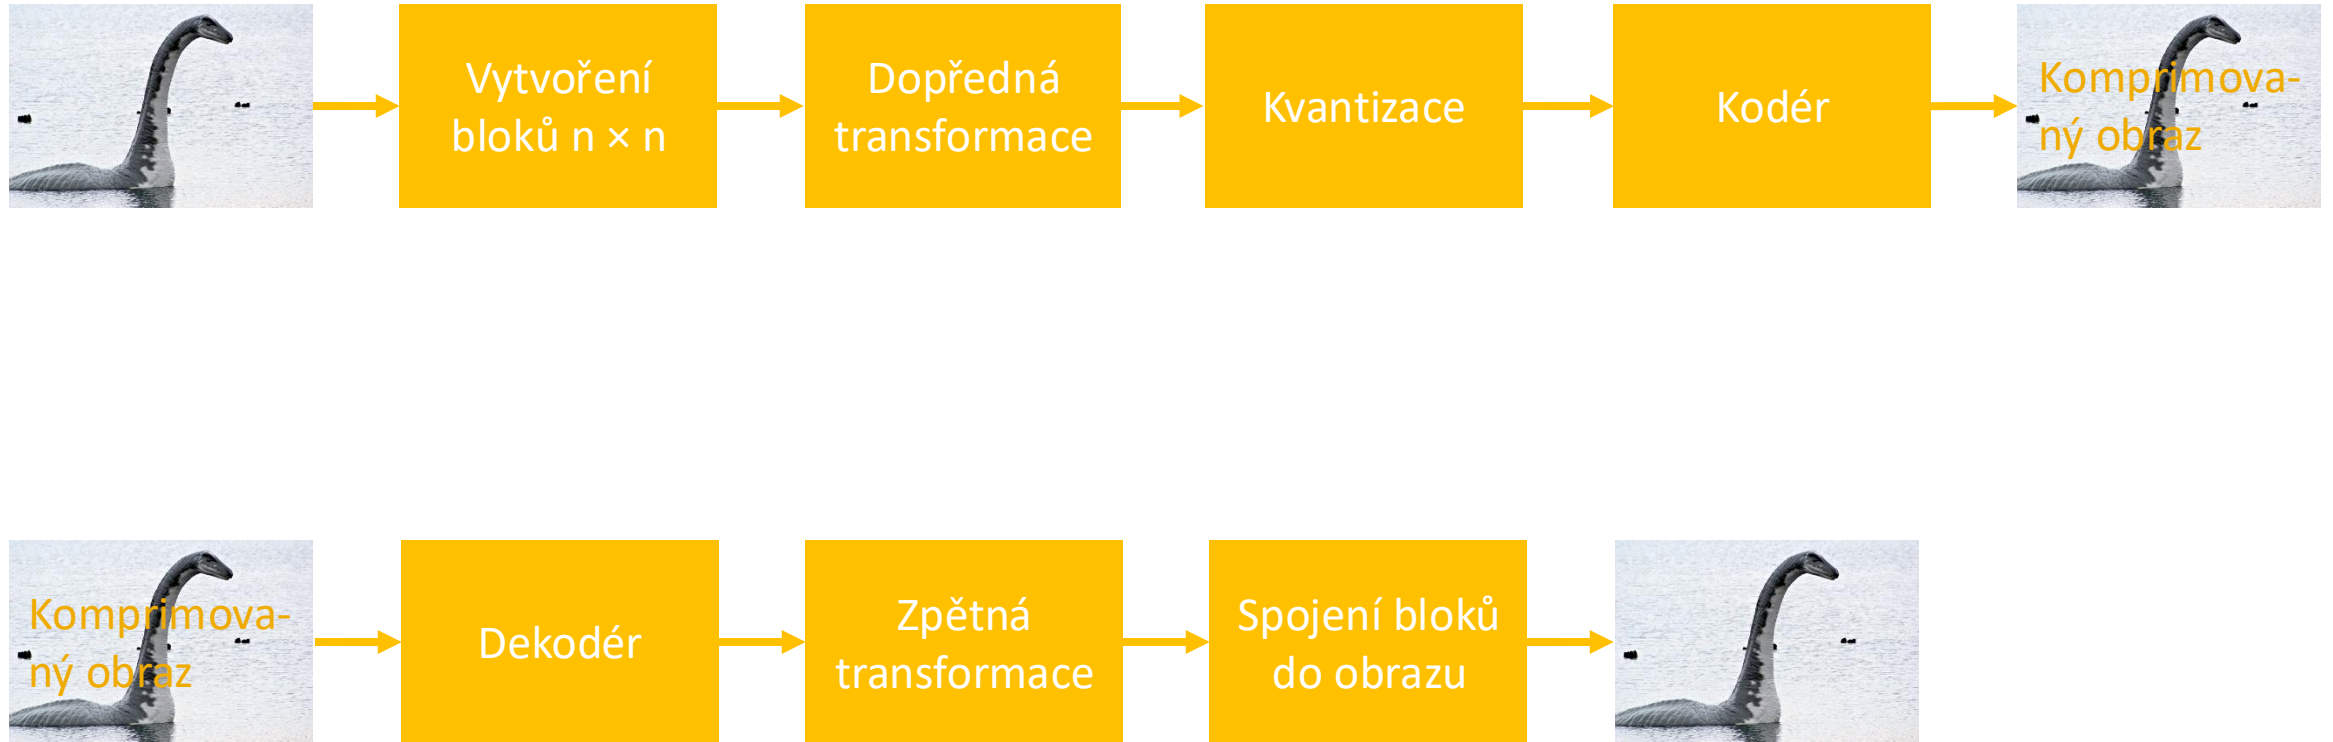 Vytvoření
bloků n × n
Dopředná
transformace
Kvantizace
Kodér
Komprimova-
ný obraz
Komprimova-
ný obraz
Dekodér
Zpětná
transformace
Spojení bloků
do obrazu